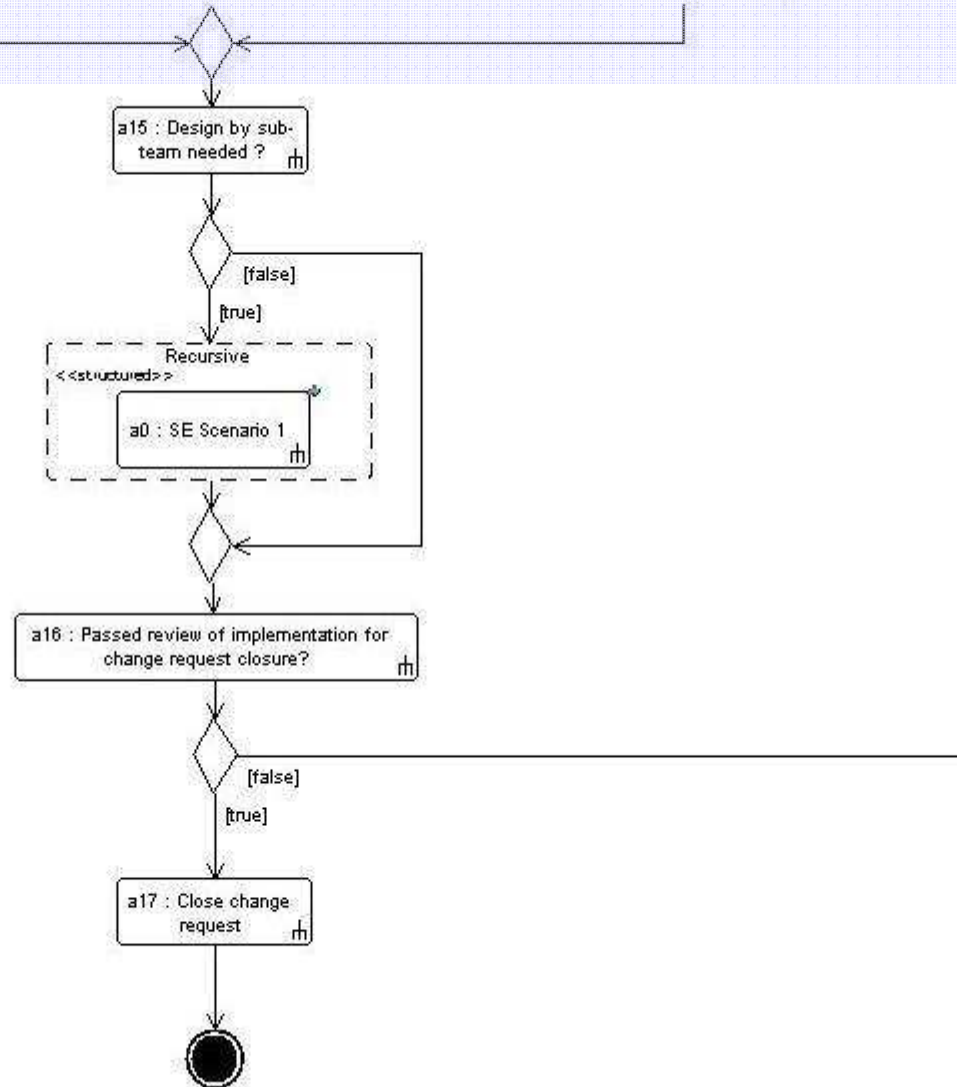 a15 : Design by sub-
team needed ?
[false]
[true]
Recursive
<<structured>>
a0 : SE Scenario 1
a16 : Passed review of implementation for
change request closure?
[false]
[true]
a17 : Close change
request